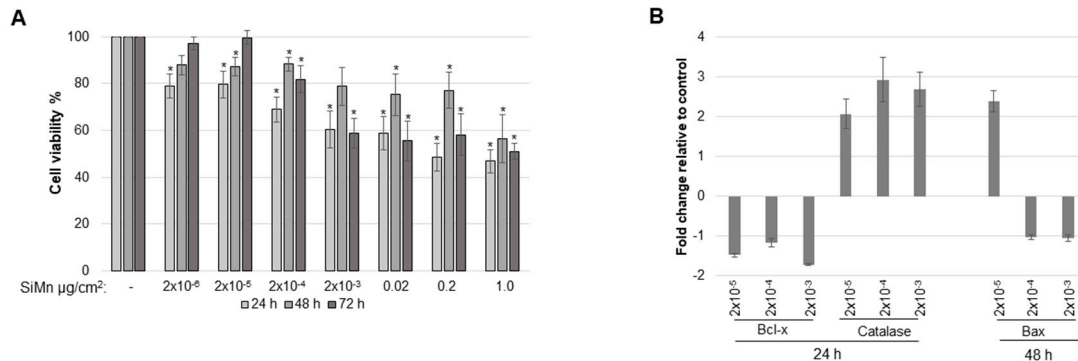 A
Cell viability %
100
80
60
40
20
0
* * * * * * * * * * * * * * * * * *
SiMn µg/cm²: - 2x10⁻⁶ 2x10⁻⁵ 2x10⁻⁴ 2x10⁻³ 0.02 0.2 1.0
24 h 48 h 72 h
B
Fold change relative to control
4
3
2
1
0
-1
-2
2x10⁻⁵ 2x10⁻⁴ 2x10⁻³ 2x10⁻⁵ 2x10⁻⁴ 2x10⁻³ 2x10⁻⁵ 2x10⁻⁴ 2x10⁻³
Bcl-x Catalase Bax
24 h 48 h